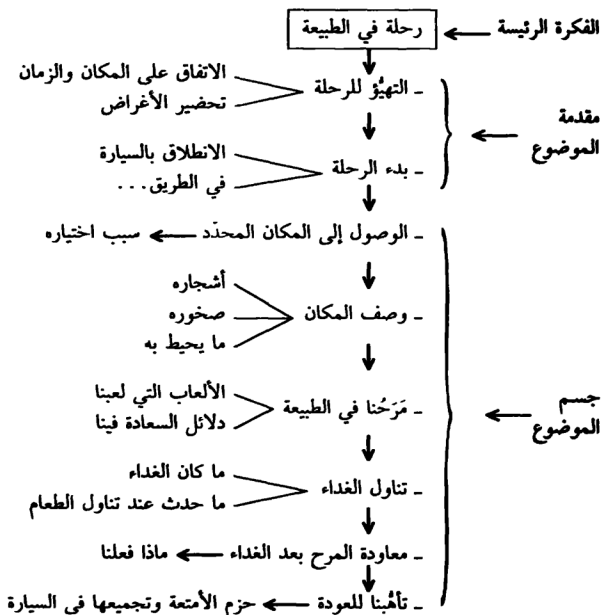 الفكرة الرئيسة ← رحلة في الطبيعة
مقدمة الموضوع
ـ التهيُّؤ للرحلة
الاتفاق على المكان والزمان
تحضير الأغراض
ـ بدء الرحلة
الانطلاق بالسيارة
في الطريق...
جسم الموضوع
ـ الوصول إلى المكان المحدّد ← سبب اختياره
ـ وصف المكان
أشجاره
صخوره
ما يحيط به
ـ مَرَحُنا في الطبيعة
الألعاب التي لعبنا
دلائل السعادة فينا
ـ تناول الغداء
ما كان الغداء
ما حدث عند تناول الطعام
ـ معاودة المرح بعد الغداء ← ماذا فعلنا
ـ تأهُّبنا للعودة ← حزم الأمتعة وتجميعها في السيارة